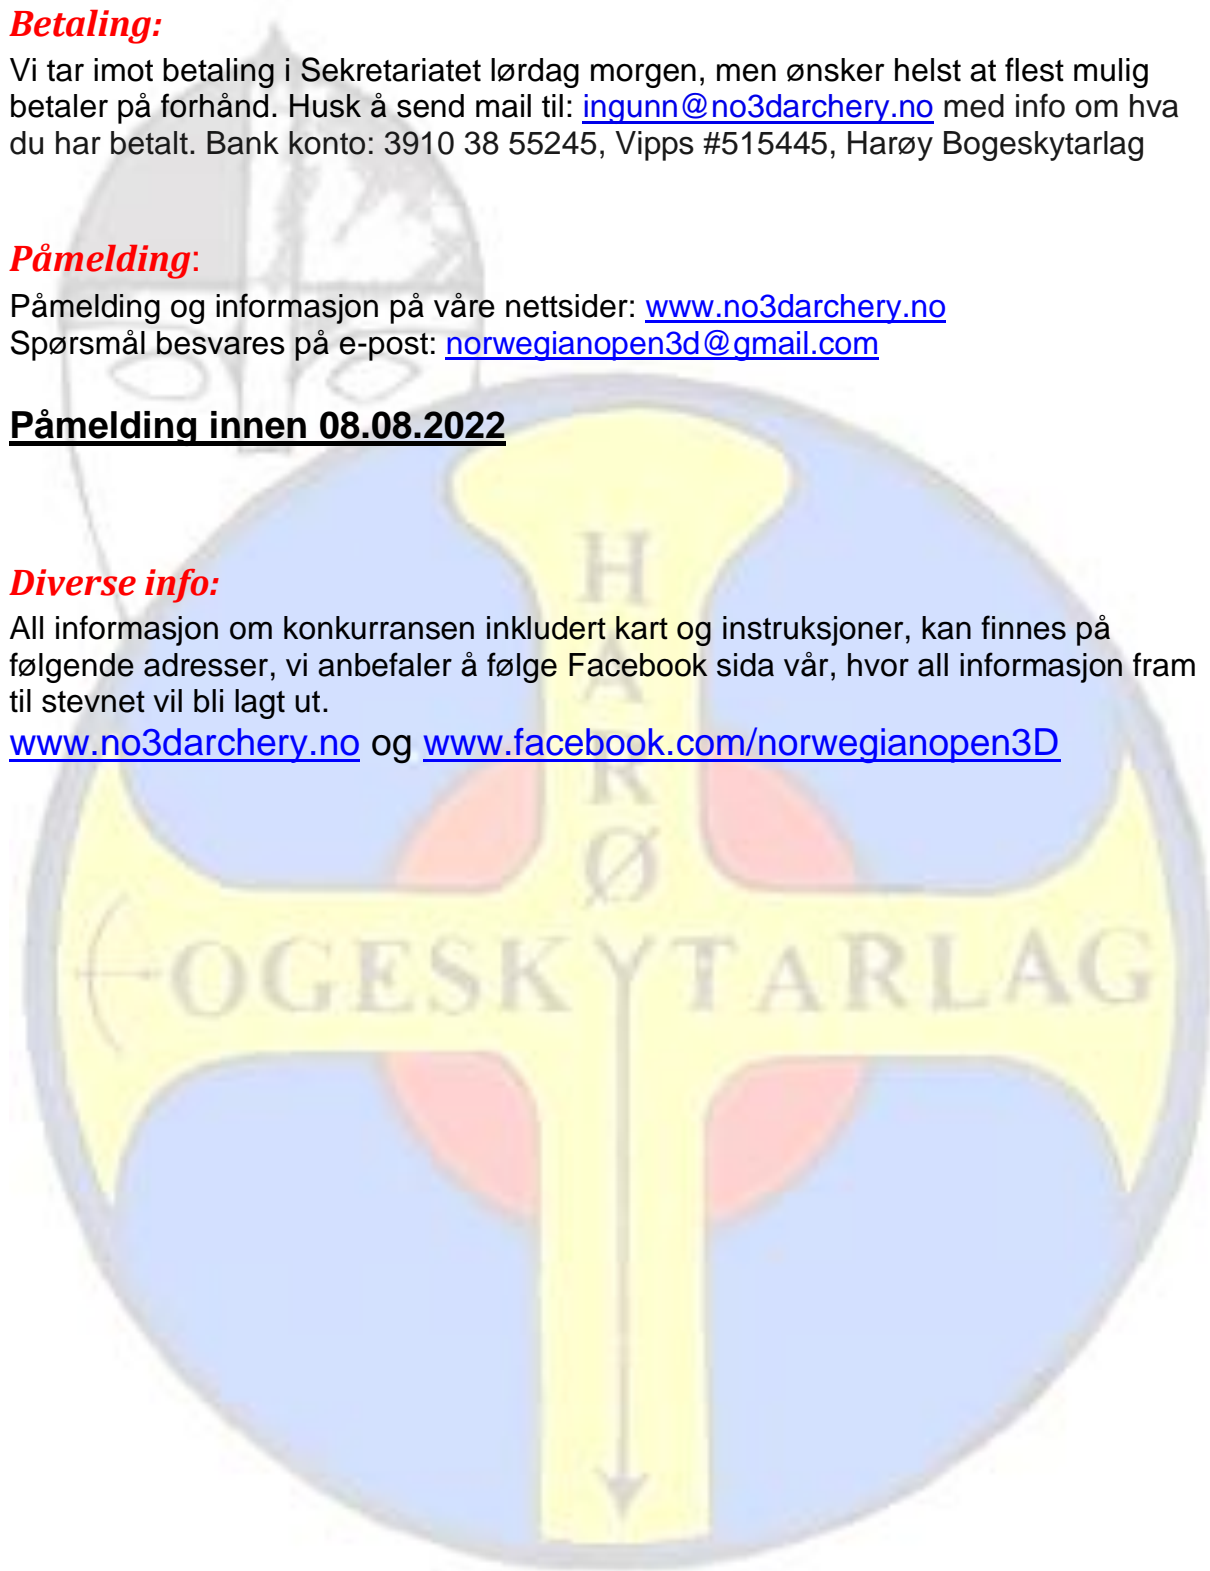 Betaling:
Vi tar imot betaling i Sekretariatet lørdag morgen, men ønsker helst at flest mulig
betaler på forhånd. Husk å send mail til: ingunn@no3darchery.no med info om hva
du har betalt. Bank konto: 3910 38 55245, Vipps #515445, Harøy Bogeskytarlag
Påmelding:
Påmelding og informasjon på våre nettsider: www.no3darchery.no
Spørsmål besvares på e-post: norwegianopen3d@gmail.com
Påmelding innen 08.08.2022
Diverse info:
All informasjon om konkurransen inkludert kart og instruksjoner, kan finnes på
følgende adresser, vi anbefaler å følge Facebook sida vår, hvor all informasjon fram
til stevnet vil bli lagt ut.
www.no3darchery.no og www.facebook.com/norwegianopen3D
HARØ
OGESKYTARLAG